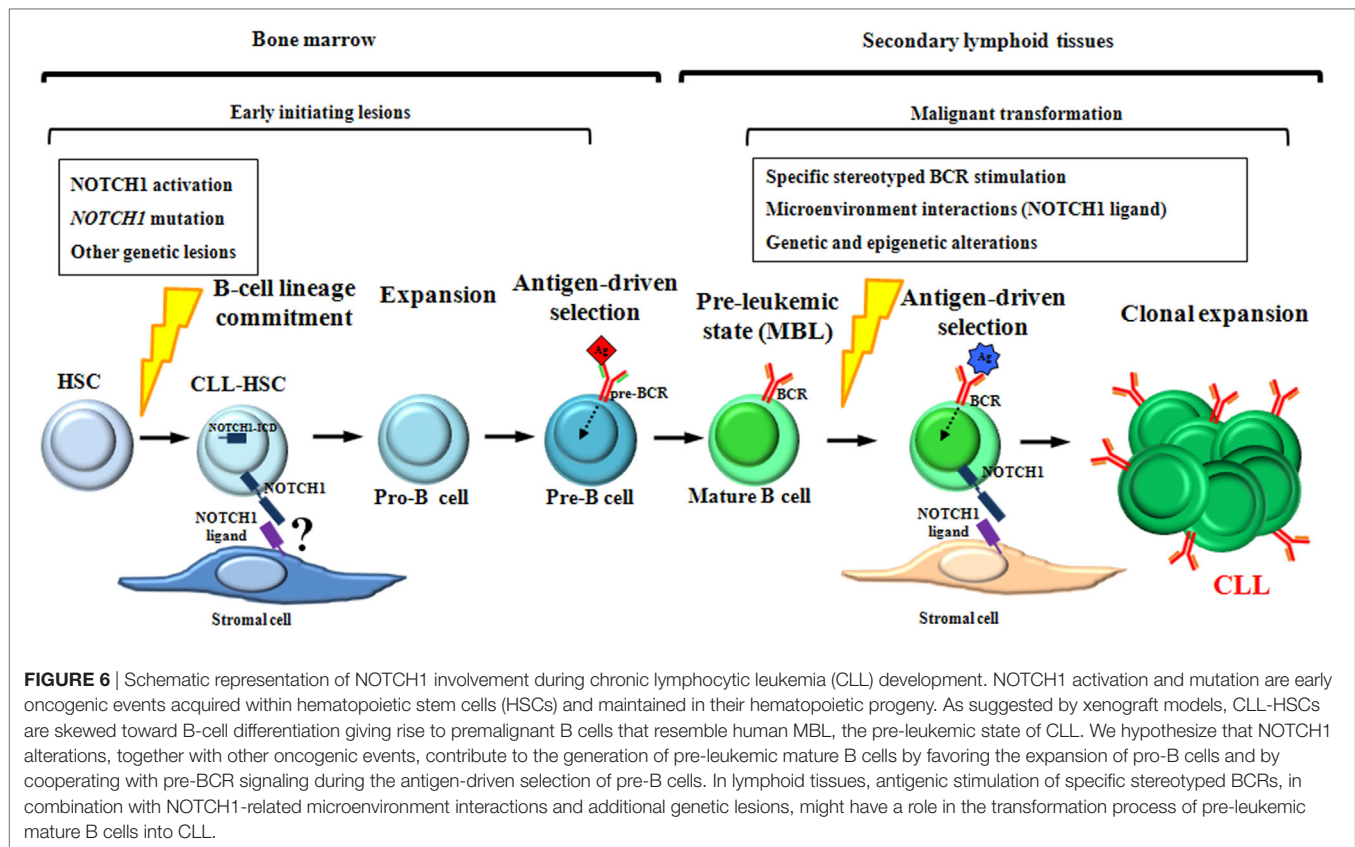 Bone marrow
Secondary lymphoid tissues
Early initiating lesions
Malignant transformation
NOTCH1 activation
NOTCH1 mutation
Other genetic lesions
Specific stereotyped BCR stimulation
Microenvironment interactions (NOTCH1 ligand)
Genetic and epigenetic alterations
HSC
B-cell lineage
commitment
CLL-HSC
NOTCH1-ICD
NOTCH1
NOTCH1
ligand
?
Stromal cell
Expansion
Pro-B cell
Antigen-driven
selection
Ag
pre-BCR
Pre-B cell
Pre-leukemic
state (MBL)
BCR
Mature B cell
Antigen-driven
selection
Ag
BCR
NOTCH1
NOTCH1
ligand
Stromal cell
Clonal expansion
CLL
FIGURE 6 | Schematic representation of NOTCH1 involvement during chronic lymphocytic leukemia (CLL) development. NOTCH1 activation and mutation are early
oncogenic events acquired within hematopoietic stem cells (HSCs) and maintained in their hematopoietic progeny. As suggested by xenograft models, CLL-HSCs
are skewed toward B-cell differentiation giving rise to premalignant B cells that resemble human MBL, the pre-leukemic state of CLL. We hypothesize that NOTCH1
alterations, together with other oncogenic events, contribute to the generation of pre-leukemic mature B cells by favoring the expansion of pro-B cells and by
cooperating with pre-BCR signaling during the antigen-driven selection of pre-B cells. In lymphoid tissues, antigenic stimulation of specific stereotyped BCRs, in
combination with NOTCH1-related microenvironment interactions and additional genetic lesions, might have a role in the transformation process of pre-leukemic
mature B cells into CLL.